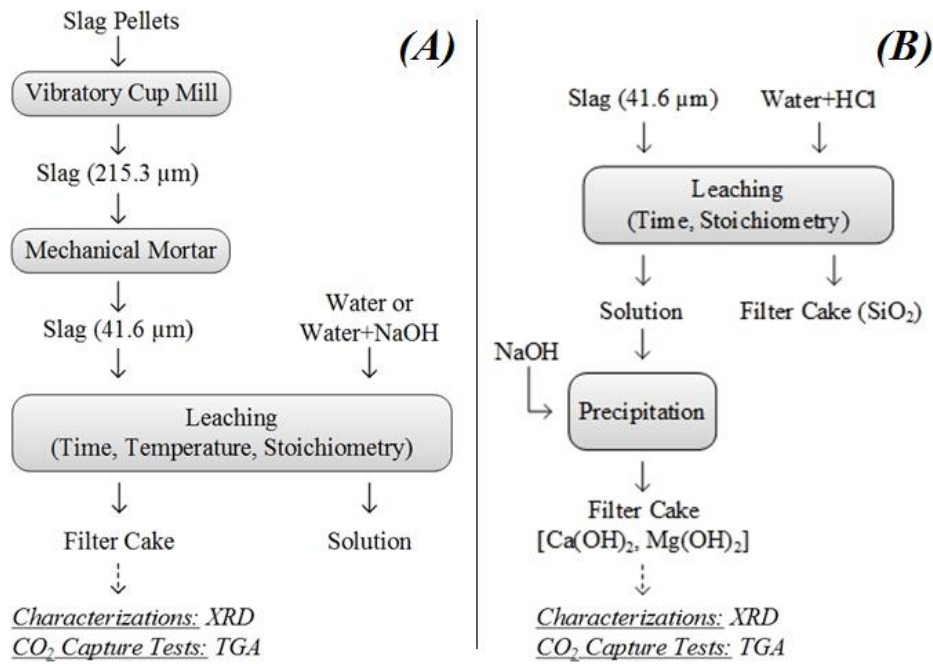 (A)
Slag Pellets
Vibratory Cup Mill
Slag (215.3 µm)
Mechanical Mortar
Slag (41.6 µm)
Water or
Water+NaOH
Leaching
(Time, Temperature, Stoichiometry)
Filter Cake
Solution
Characterizations: XRD
CO₂ Capture Tests: TGA
(B)
Slag (41.6 µm)
Water+HCl
Leaching
(Time, Stoichiometry)
Solution
Filter Cake (SiO₂)
NaOH
Precipitation
Filter Cake
[Ca(OH)₂, Mg(OH)₂]
Characterizations: XRD
CO₂ Capture Tests: TGA